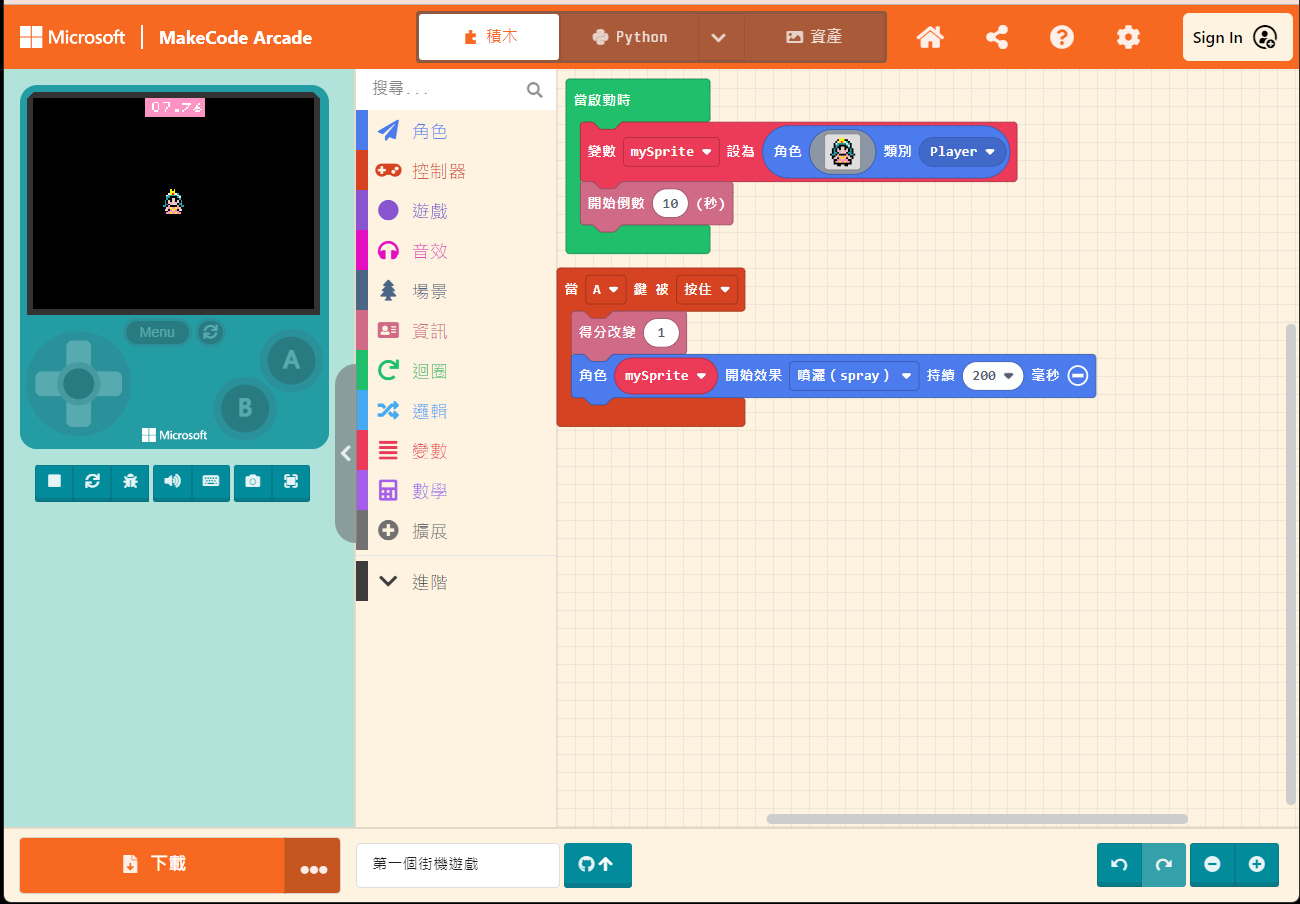 Microsoft
MakeCode Arcade
積木
Python
資產
Sign In
07.76
Menu
A
B
Microsoft
搜尋...
角色
控制器
遊戲
音效
場景
資訊
迴圈
邏輯
變數
數學
擴展
進階
當啟動時
變數 mySprite 設為 角色 類別 Player
開始倒數 10 (秒)
當 A 鍵 被 按住
得分改變 1
角色 mySprite 開始效果 噴灑（spray） 持續 200 毫秒
下載
第一個街機遊戲